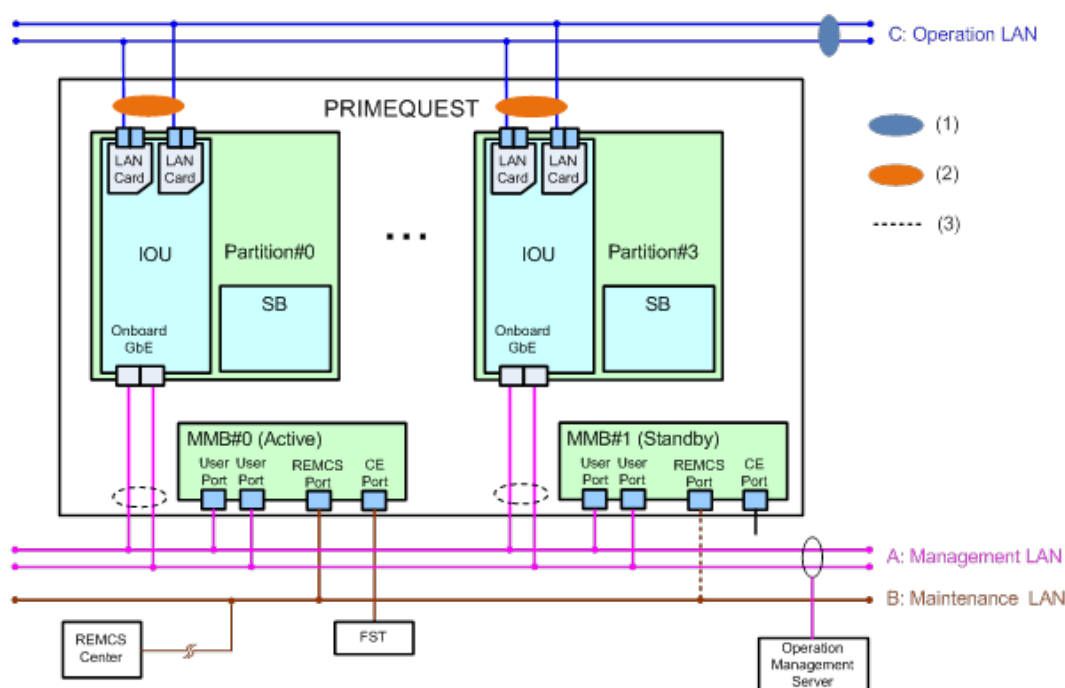 C: Operation LAN
PRIMEQUEST
(1)
(2)
(3)
LAN
Card
LAN
Card
LAN
Card
LAN
Card
IOU
Partition#0
...
IOU
Partition#3
SB
SB
Onboard
GbE
Onboard
GbE
MMB#0 (Active)
User
Port
User
Port
REMCS
Port
CE
Port
MMB#1 (Standby)
User
Port
User
Port
REMCS
Port
CE
Port
A: Management LAN
B: Maintenance LAN
REMCS
Center
FST
Operation
Management
Server